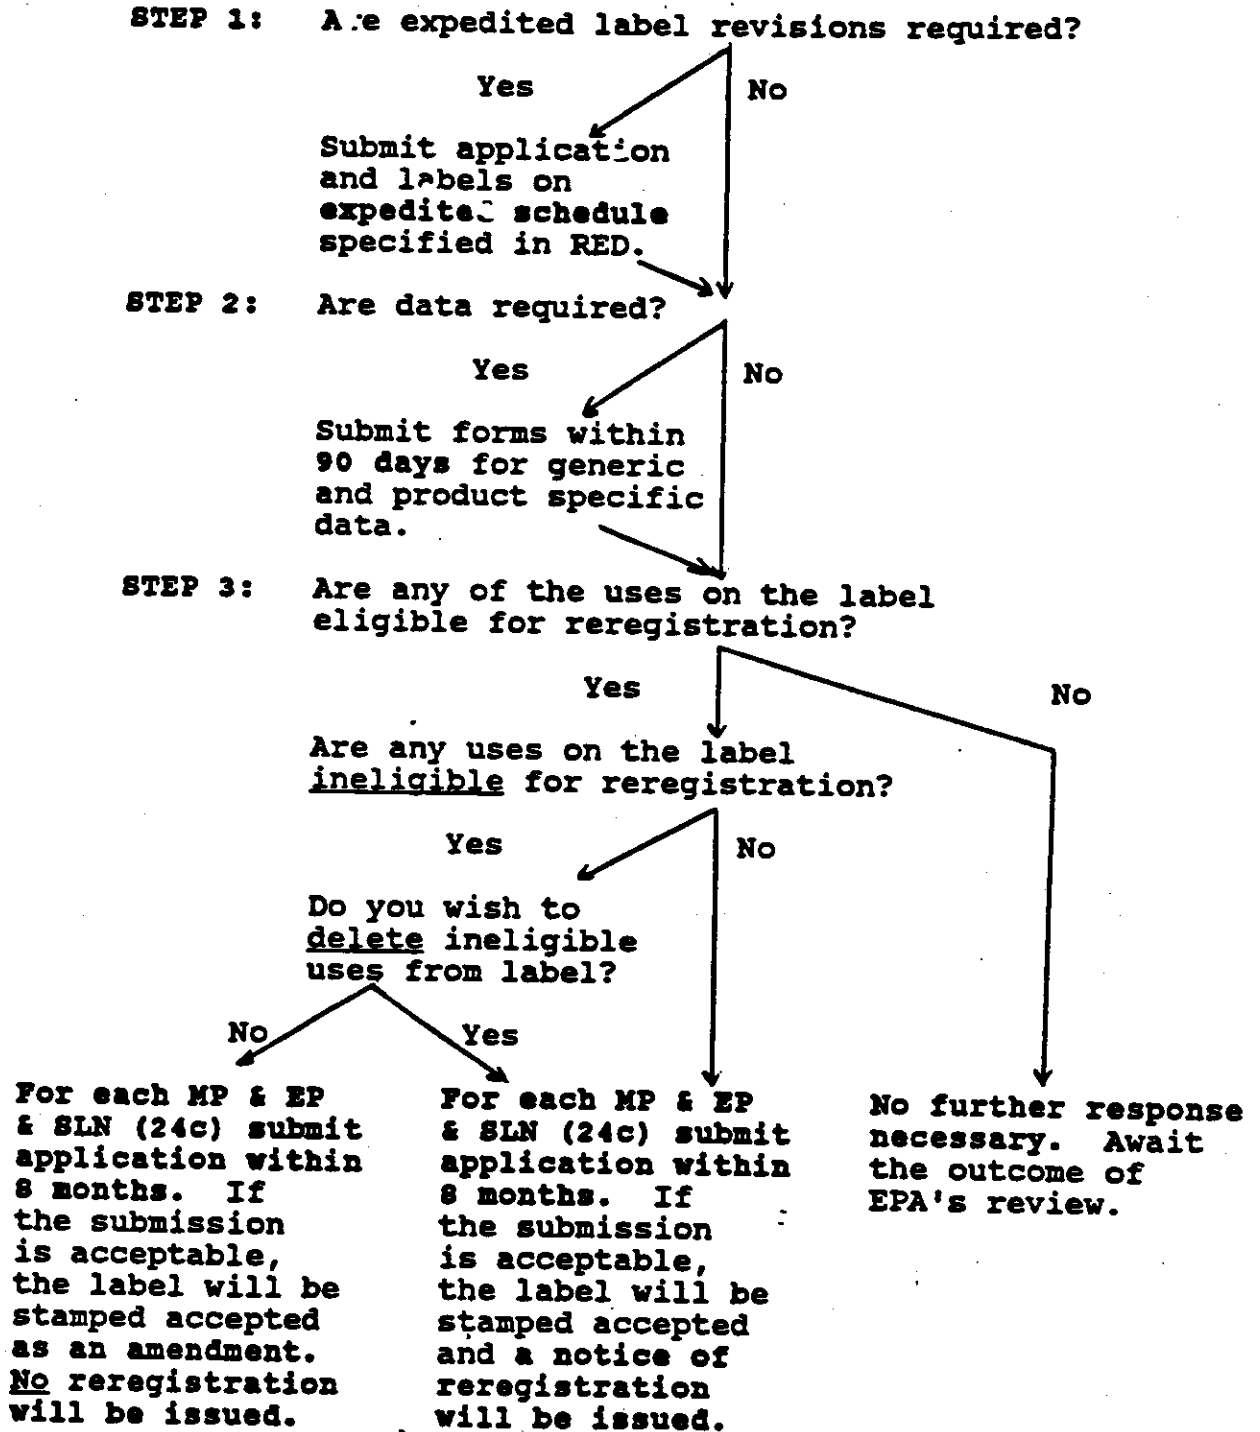 STEP 1: Are expedited label revisions required?
Yes
No
Submit application
and labels on
expedited schedule
specified in RED.
STEP 2: Are data required?
Yes
No
Submit forms within
90 days for generic
and product specific
data.
STEP 3: Are any of the uses on the label
eligible for reregistration?
Yes
No
Are any uses on the label
ineligible for reregistration?
Yes
No
Do you wish to
delete ineligible
uses from label?
No
Yes
For each MP & EP
& SLN (24c) submit
application within
8 months. If
the submission
is acceptable,
the label will be
stamped accepted
as an amendment.
No reregistration
will be issued.
For each MP & EP
& SLN (24c) submit
application within
8 months. If
the submission
is acceptable,
the label will be
stamped accepted
and a notice of
reregistration
will be issued.
No further response
necessary. Await
the outcome of
EPA's review.